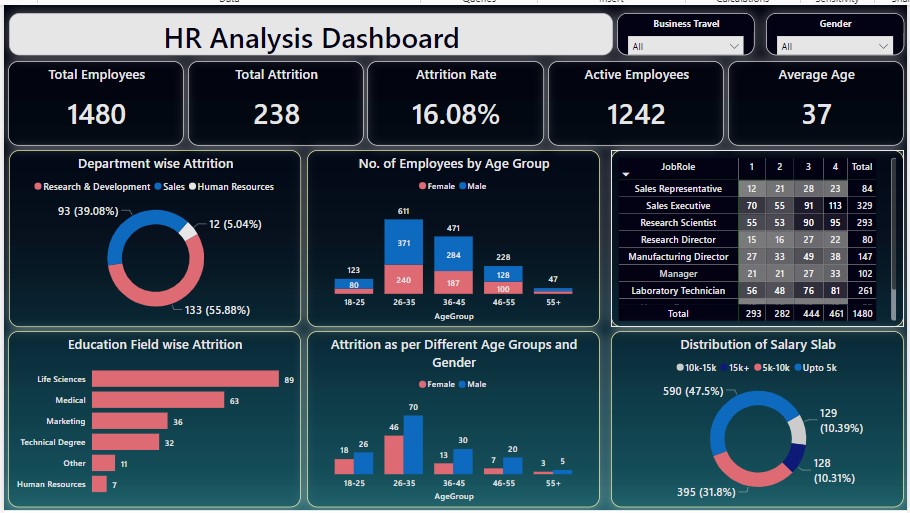 Data Queries Insert Calculations Sensitivity
HR Analysis Dashboard
Business Travel
All
Gender
All
Total Employees
1480
Total Attrition
238
Attrition Rate
16.08%
Active Employees
1242
Average Age
37
Department wise Attrition
Research & Development Sales Human Resources
93 (39.08%)
12 (5.04%)
133 (55.88%)
No. of Employees by Age Group
Female Male
611
471
371
228
123
284
47
80
128
240
187
100
18-25 26-35 36-45 46-55 55+
AgeGroup
JobRole 1 2 3 4 Total
Sales Representative 12 21 28 23 84
Sales Executive 70 55 91 113 329
Research Scientist 55 53 90 95 293
Research Director 15 16 27 22 80
Manufacturing Director 27 33 49 38 147
Manager 21 21 27 33 102
Laboratory Technician 56 48 76 81 261
Total 293 282 444 461 1480
Education Field wise Attrition
Life Sciences 89
Medical 63
Marketing 36
Technical Degree 32
Other 11
Human Resources 7
Attrition as per Different Age Groups and
Gender
Female Male
70
46
30
26
18
20
13
7
3 5
18-25 26-35 36-45 46-55 55+
AgeGroup
Distribution of Salary Slab
10k-15k 15k+ 5k-10k Upto 5k
590 (47.5%)
129
(10.39%)
128
(10.31%)
395 (31.8%)